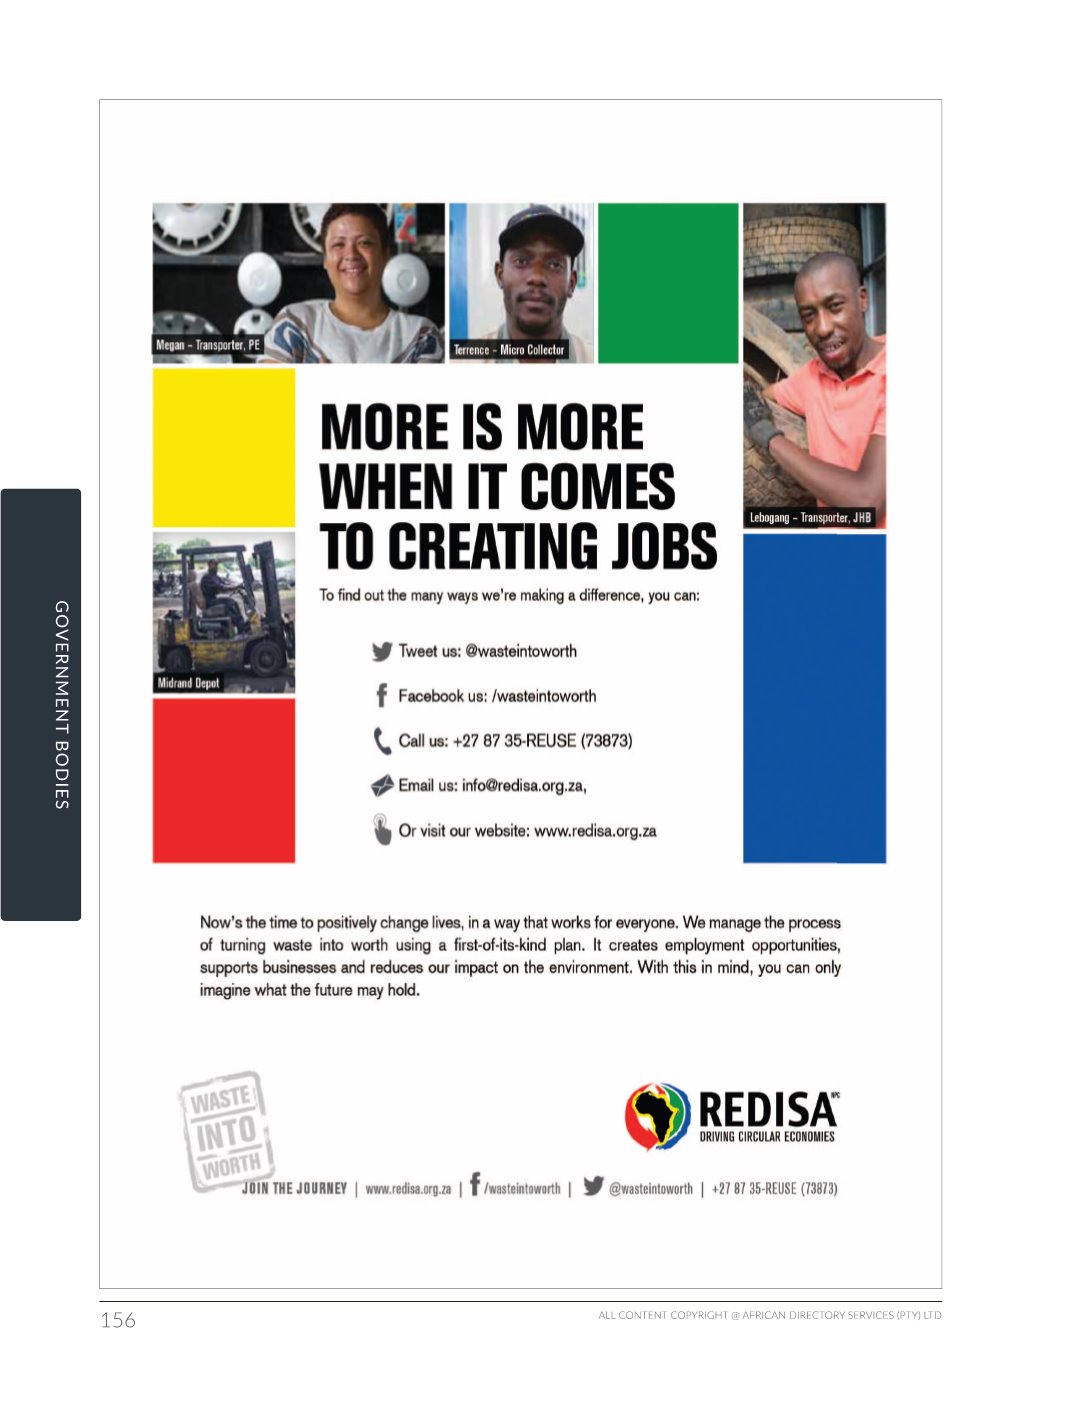 Megan – Transporter, PE
Terrence – Micro Collector
Lebogang – Transporter, JHB
MORE IS MORE
WHEN IT COMES
TO CREATING JOBS
To find out the many ways we're making a difference, you can:
Tweet us: @wasteintoworth
Facebook us: /wasteintoworth
Call us: +27 87 35-REUSE (73873)
Email us: info@redisa.org.za,
Or visit our website: www.redisa.org.za
Midrand Depot
GOVERNMENT BODIES
Now's the time to positively change lives, in a way that works for everyone. We manage the process
of turning waste into worth using a first-of-its-kind plan. It creates employment opportunities,
supports businesses and reduces our impact on the environment. With this in mind, you can only
imagine what the future may hold.
WASTE
INTO
WORTH
REDISA NPC
DRIVING CIRCULAR ECONOMIES
JOIN THE JOURNEY | www.redisa.org.za | /wasteintoworth | @wasteintoworth | +27 87 35-REUSE (73873)
156
ALL CONTENT COPYRIGHT @ AFRICAN DIRECTORY SERVICES (PTY) LTD